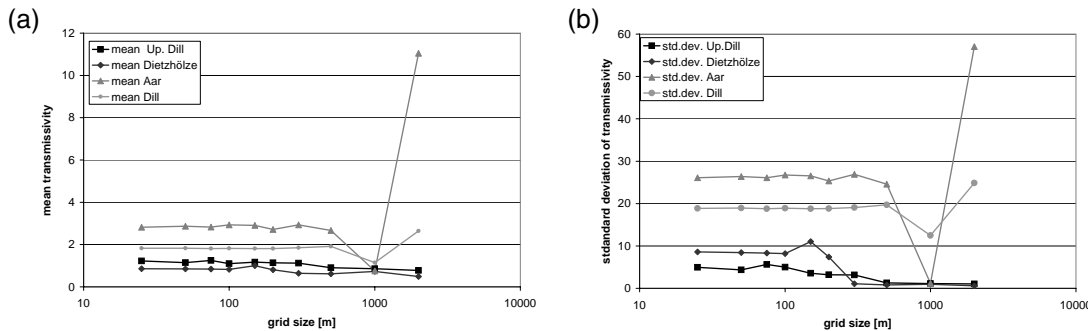 (a)
12
10
8
6
4
2
0
10
100
1000
10000
grid size [m]
mean transmissivity
mean Up. Dill
mean Dietzhölze
mean Aar
mean Dill
(b)
60
50
40
30
20
10
0
10
100
1000
10000
grid size [m]
stdandard deviation of transmissivity
std.dev. Up.Dill
std.dev. Dietzhölze
std.dev. Aar
std.dev. Dill